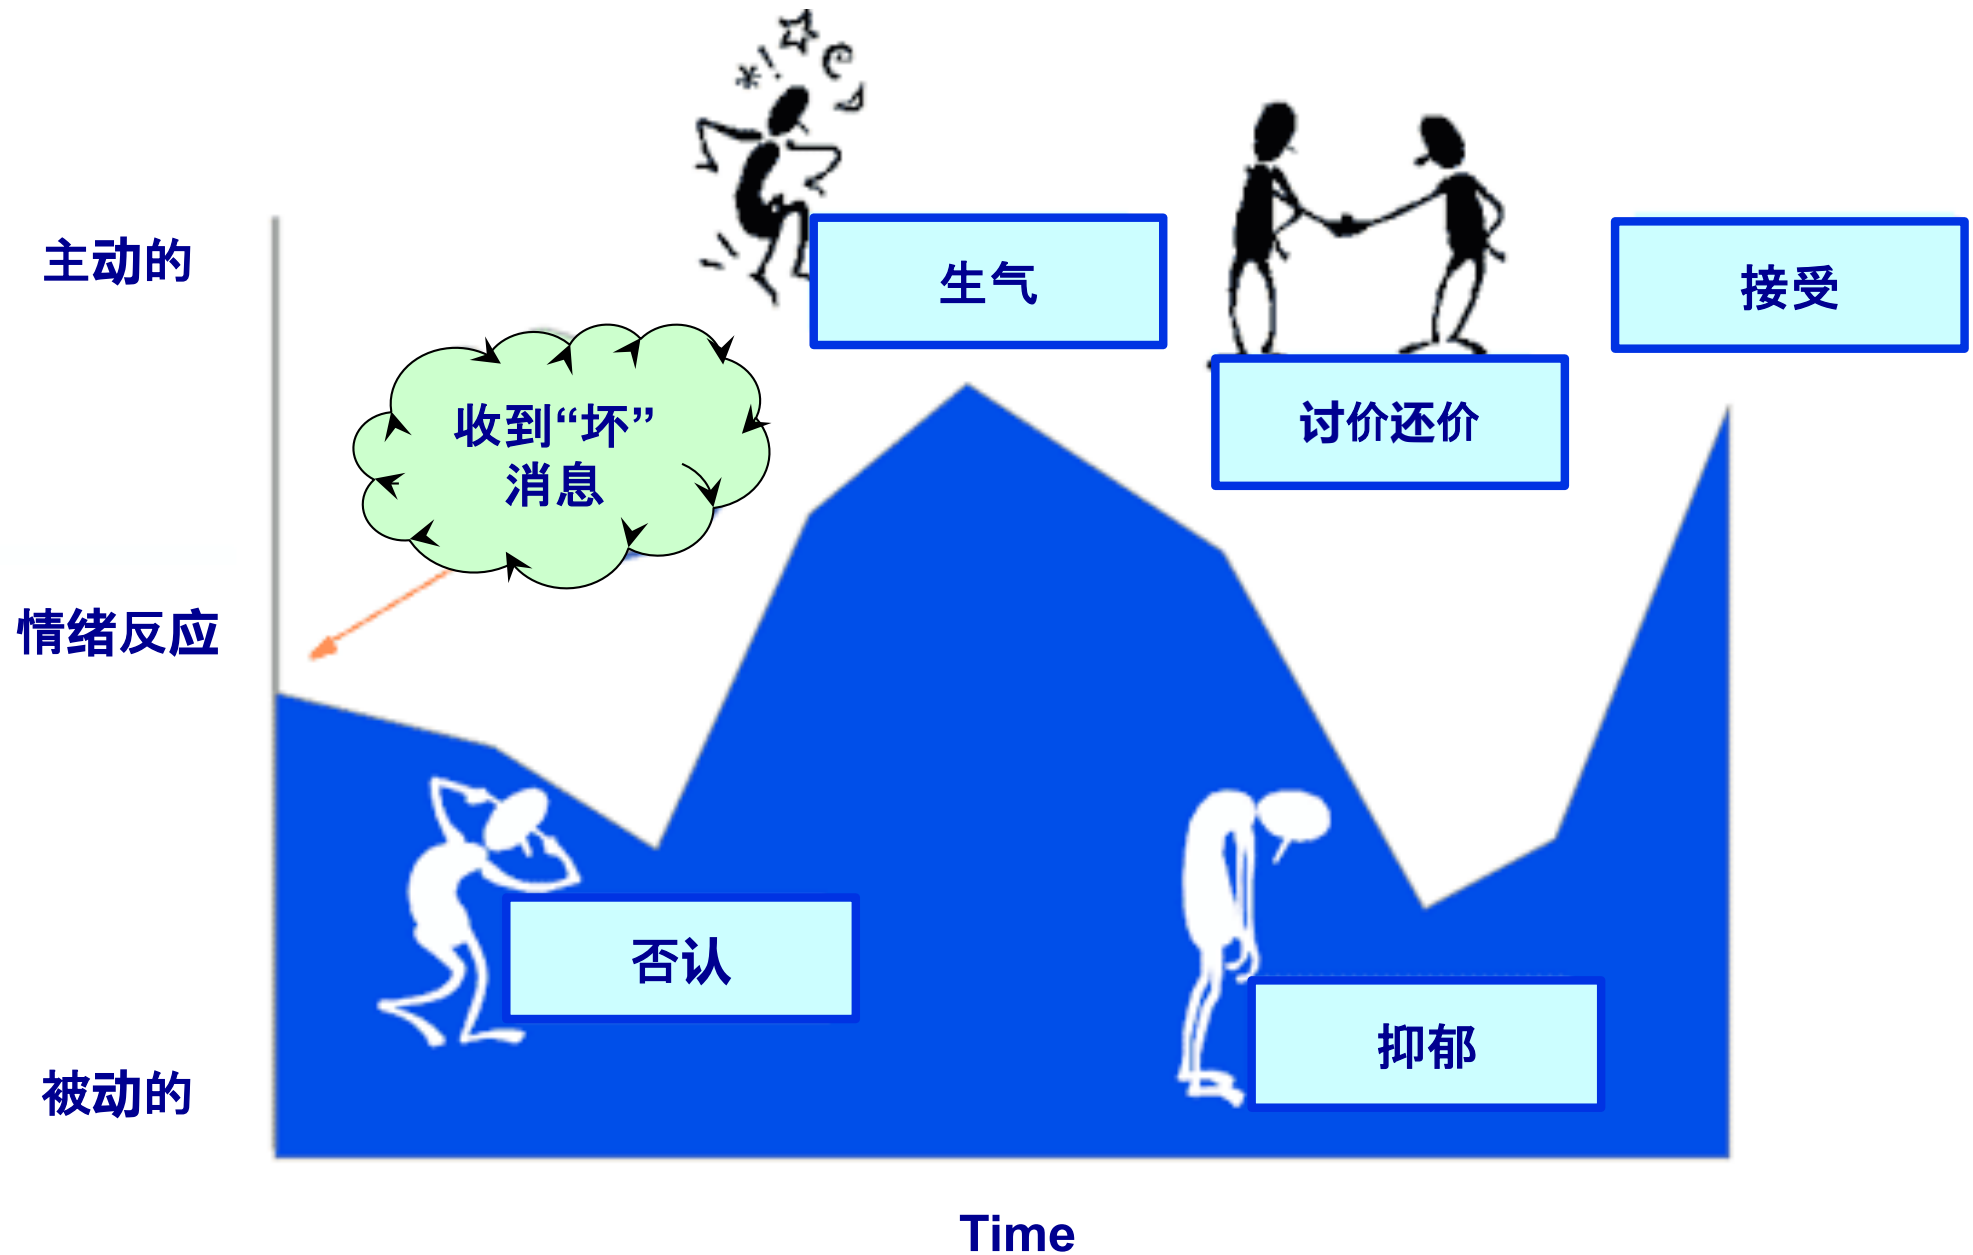 主动的
生气
接受
讨价还价
收到“坏”
消息
情绪反应
否认
抑郁
被动的
Time